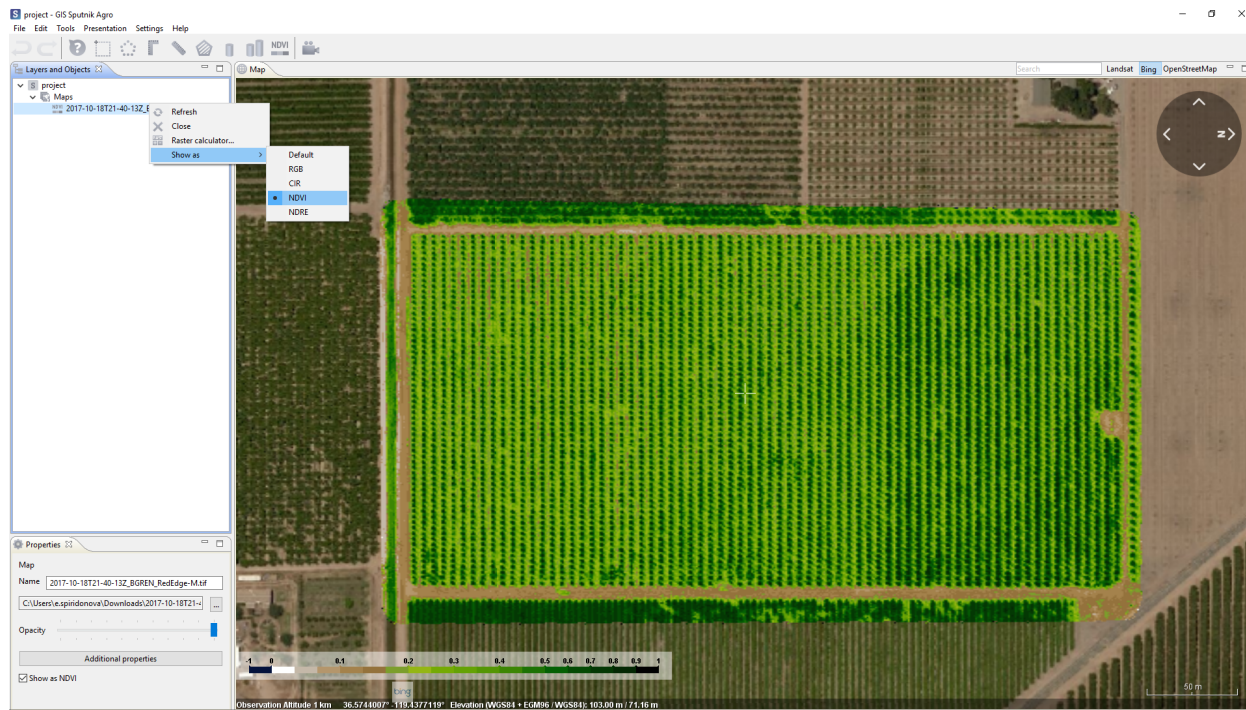 S project - GIS Sputnik Agro
File Edit Tools Presentation Settings Help
NDVI
Layers and Objects
Map
Search
Landsat Bing OpenStreetMap
S project
Maps
2017-10-18T21-40-13Z_
Refresh
Close
Raster calculator...
Show as
Default
RGB
CIR
NDVI
NDRE
N
Properties
Map
Name 2017-10-18T21-40-13Z_BGREN_RedEdge-M.tif
C:\Users\e.spiridonova\Downloads\2017-10-18T21-
...
Opacity
Additional properties
Show as NDVI
-1 0 0.1 0.2 0.3 0.4 0.5 0.6 0.7 0.8 0.9 1
bing
50 m
Observation Altitude 1 km 36.5744007° -119.4377119° Elevation (WGS84 + EGM96 / WGS84): 103.00 m / 71.16 m